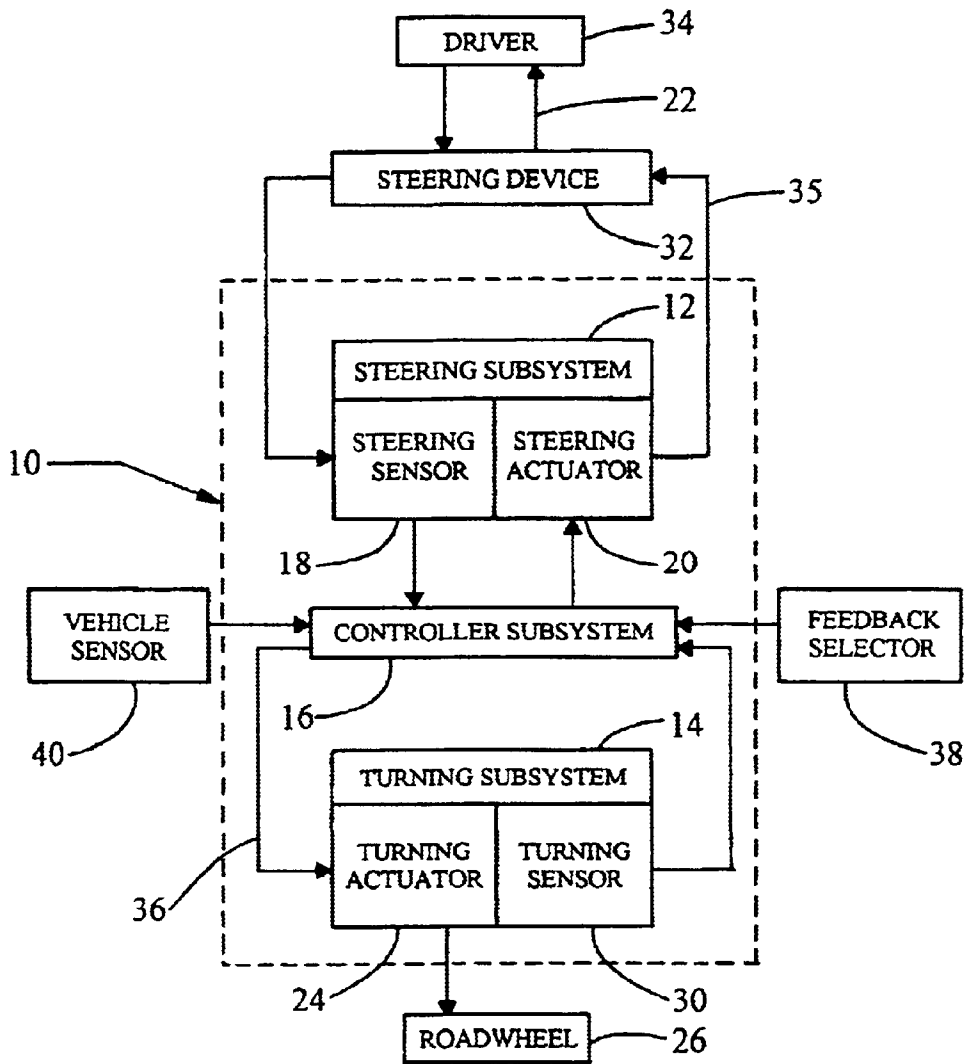 DRIVER
34
22
STEERING DEVICE
35
32
12
STEERING SUBSYSTEM
STEERING
SENSOR
STEERING
ACTUATOR
10
18
20
VEHICLE
SENSOR
CONTROLLER SUBSYSTEM
FEEDBACK
SELECTOR
40
16
14
38
TURNING SUBSYSTEM
TURNING
ACTUATOR
TURNING
SENSOR
36
24
30
ROADWHEEL
26